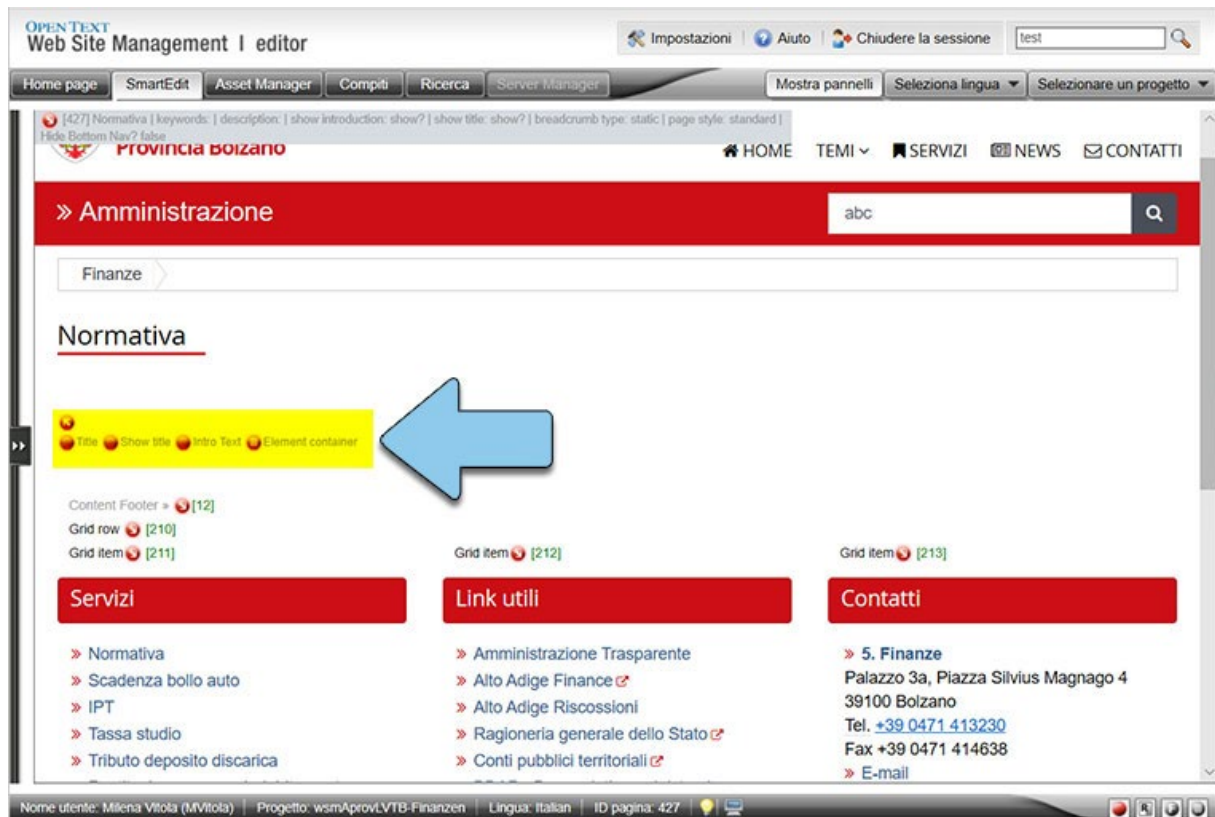 OPEN TEXT
Web Site Management | editor
Impostazioni | Aiuto | Chiudere la sessione
test
Home page SmartEdit Asset Manager Compiti Ricerca Server Manager
Mostra pannelli Seleziona lingua Selezionare un progetto
[427] Normativa | keywords: | description: | show introduction: show? | show title: show? | breadcrumb type: static | page style: standard |
Hide Bottom Nav? false
Provincia Bolzano
HOME TEMI SERVIZI NEWS CONTATTI
» Amministrazione
abc
Finanze
Normativa
Title Show title Intro Text Element container
Content Footer » [12]
Grid row [210]
Grid item [211] Grid item [212] Grid item [213]
Servizi Link utili Contatti
» Normativa
» Scadenza bollo auto
» IPT
» Tassa studio
» Tributo deposito discarica
» Amministrazione Trasparente
» Alto Adige Finance
» Alto Adige Riscossioni
» Ragioneria generale dello Stato
» Conti pubblici territoriali
» 5. Finanze
Palazzo 3a, Piazza Silvius Magnago 4
39100 Bolzano
Tel. +39 0471 413230
Fax +39 0471 414638
» E-mail
Nome utente: Milena Vitola (MVitola) | Progetto: wsmAprovLVTB-Finanzen | Lingua: Italian | ID pagina: 427